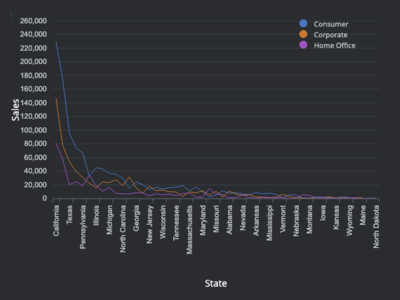 Consumer
Corporate
Home Office
260,000
240,000
220,000
200,000
180,000
160,000
140,000
120,000
100,000
80,000
60,000
40,000
20,000
0
Sales
California
Texas
Pennsylvania
Illinois
Michigan
North Carolina
Georgia
New Jersey
Wisconsin
Tennessee
Massachusetts
Maryland
Missouri
Alabama
Nevada
Arkansas
Mississippi
Vermont
Nebraska
Montana
Iowa
Kansas
Wyoming
Maine
North Dakota
State